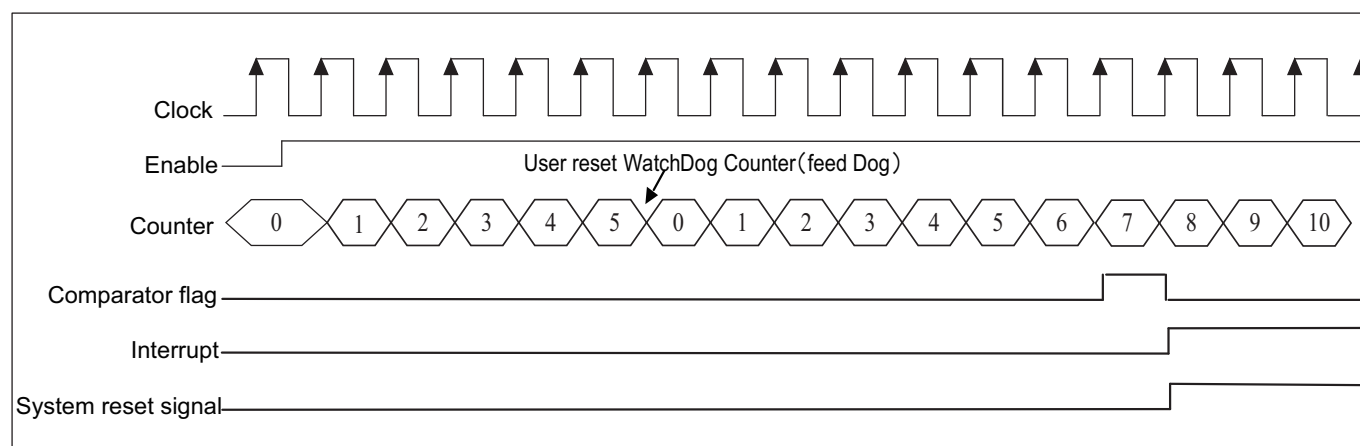 Clock
Enable
User reset WatchDog Counter(feed Dog)
Counter 0 1 2 3 4 5 0 1 2 3 4 5 6 7 8 9 10
Comparator flag
Interrupt
System reset signal